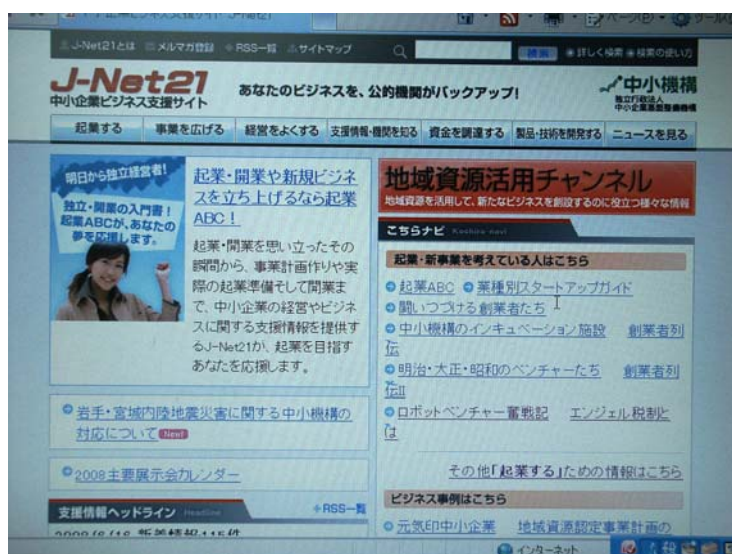 J-Net21とは メルマガ登録 RSS一覧 サイトマップ 検索 詳しく検索 検索の使い方
J-Net21
中小企業ビジネス支援サイト
あなたのビジネスを、公的機関がバックアップ!
中小機構
独立行政法人
中小企業基盤整備機構
起業する 事業を広げる 経営をよくする 支援情報・機関を知る 資金を調達する 製品・技術を開発する ニュースを見る
明日から独立経営者!
独立・開業の入門書!
起業ABCが、あなたの
夢を応援します。
起業・開業や新規ビジネ
スを立ち上げるなら起業
ABC!
起業・開業を思い立ったその
瞬間から、事業計画作りや実
際の起業準備そして開業ま
で、中小企業の経営やビジネ
スに関する支援情報を提供す
るJ-Net21が、起業を目指す
あなたを応援します。
岩手・宮城内陸地震災害に関する中小機構の
対応について New!
2008主要展示会カレンダー
支援情報ヘッドライン Headline RSS一覧
地域資源活用チャンネル
地域資源を活用して、新たなビジネスを創設するのに役立つ様々な情報
こちらナビ Kochira navi
起業・新事業を考えている人はこちら
起業ABC 業種別スタートアップガイド
闘いつづける創業者たち
中小機構のインキュベーション施設 創業者列
伝
明治・大正・昭和のベンチャーたち 創業者列
伝II
ロボットベンチャー奮戦記 エンジェル税制と
は
その他「起業する」ための情報はこちら
ビジネス事例はこちら
元気印中小企業 地域資源認定事業計画の
インターネット